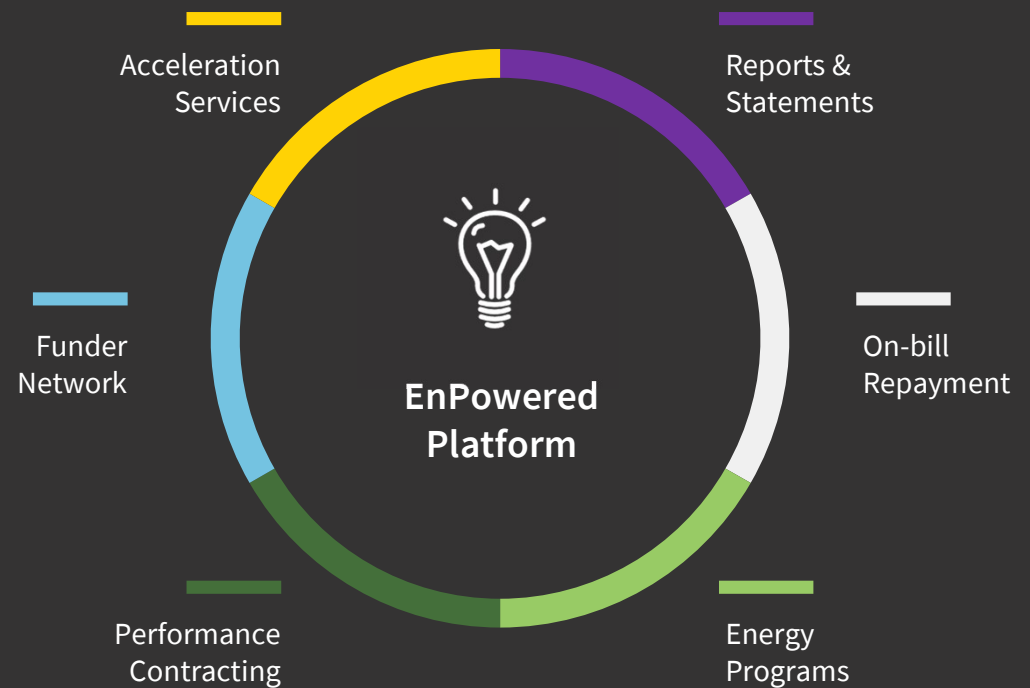 Acceleration
Services
Reports &
Statements
Funder
Network
EnPowered
Platform
On-bill
Repayment
Performance
Contracting
Energy
Programs